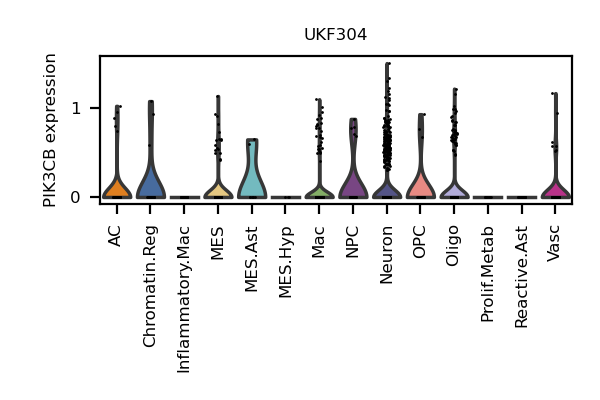 UKF304
PIK3CB expression
1
0
AC
Chromatin.Reg
Inflammatory.Mac
MES
MES.Ast
MES.Hyp
Mac
NPC
Neuron
OPC
Oligo
Prolif.Metab
Reactive.Ast
Vasc